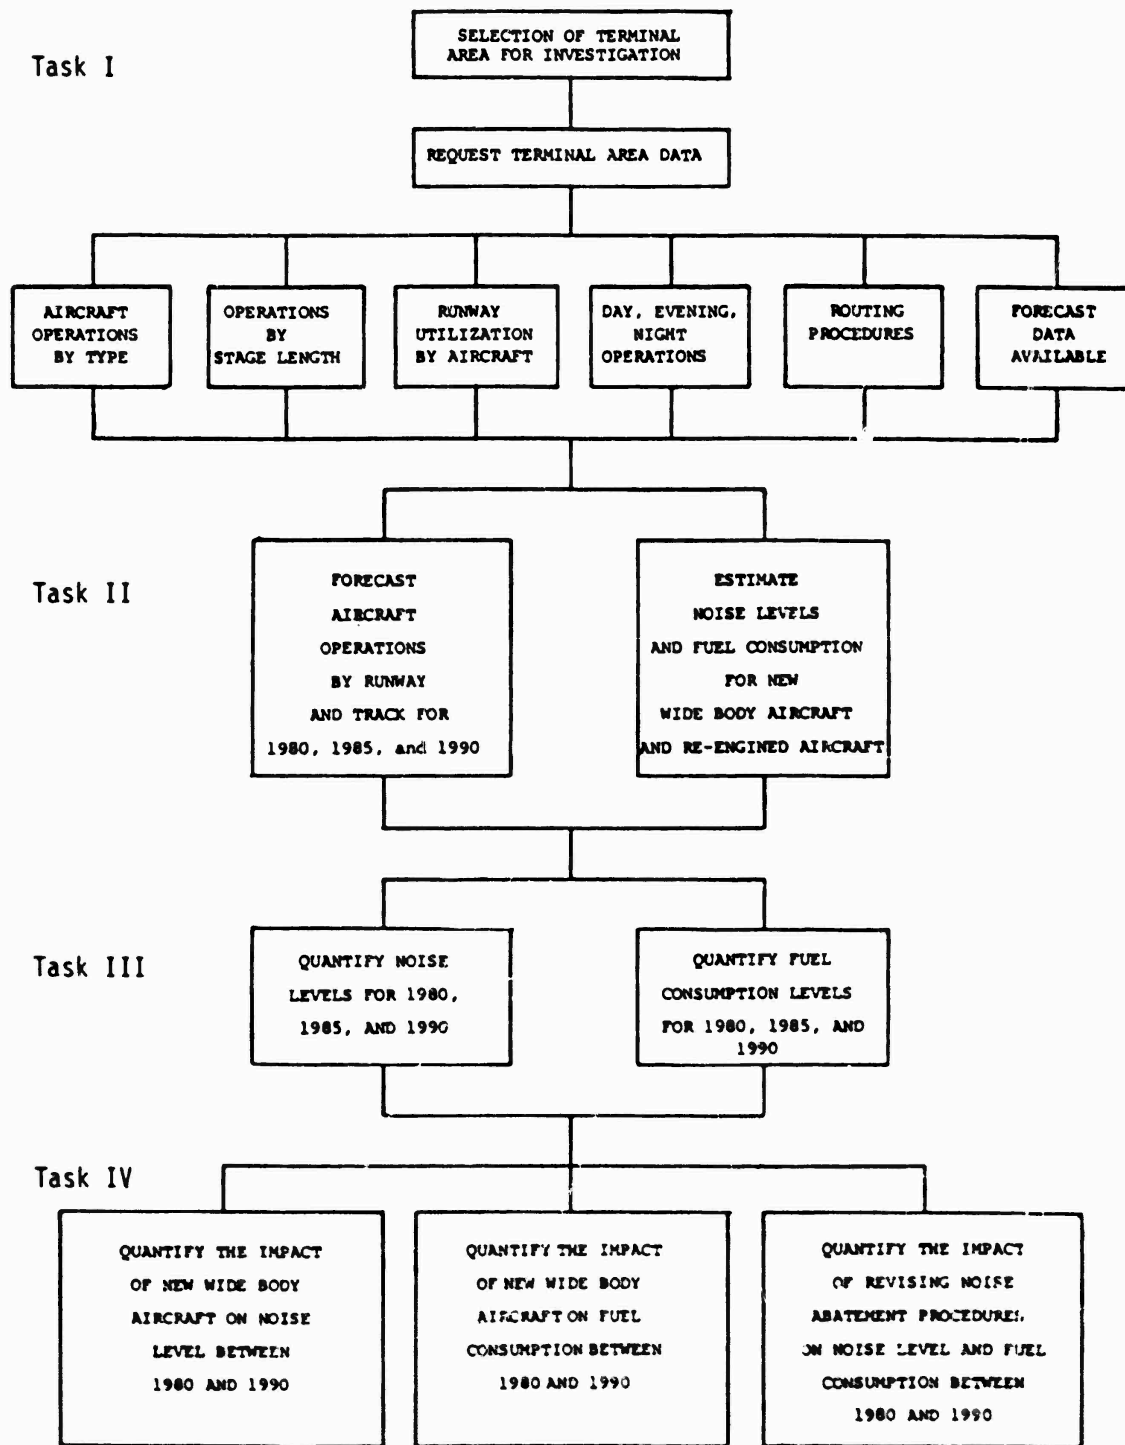 Task I
SELECTION OF TERMINAL
AREA FOR INVESTIGATION
REQUEST TERMINAL AREA DATA
AIRCRAFT
OPERATIONS
BY TYPE
OPERATIONS
BY
STAGE LENGTH
RUNWAY
UTILIZATION
BY AIRCRAFT
DAY, EVENING,
NIGHT
OPERATIONS
ROUTING
PROCEDURES
FORECAST
DATA
AVAILABLE
Task II
FORECAST
AIRCRAFT
OPERATIONS
BY RUNWAY
AND TRACK FOR
1980, 1985, and 1990
ESTIMATE
NOISE LEVELS
AND FUEL CONSUMPTION
FOR NEW
WIDE BODY AIRCRAFT
AND RE-ENGINED AIRCRAFT
Task III
QUANTIFY NOISE
LEVELS FOR 1980,
1985, AND 1990
QUANTIFY FUEL
CONSUMPTION LEVELS
FOR 1980, 1985, AND
1990
Task IV
QUANTIFY THE IMPACT
OF NEW WIDE BODY
AIRCRAFT ON NOISE
LEVEL BETWEEN
1980 AND 1990
QUANTIFY THE IMPACT
OF NEW WIDE BODY
AIRCRAFT ON FUEL
CONSUMPTION BETWEEN
1980 AND 1990
QUANTIFY THE IMPACT
OF REVISING NOISE
ABATEMENT PROCEDURES,
ON NOISE LEVEL AND FUEL
CONSUMPTION BETWEEN
1980 AND 1990